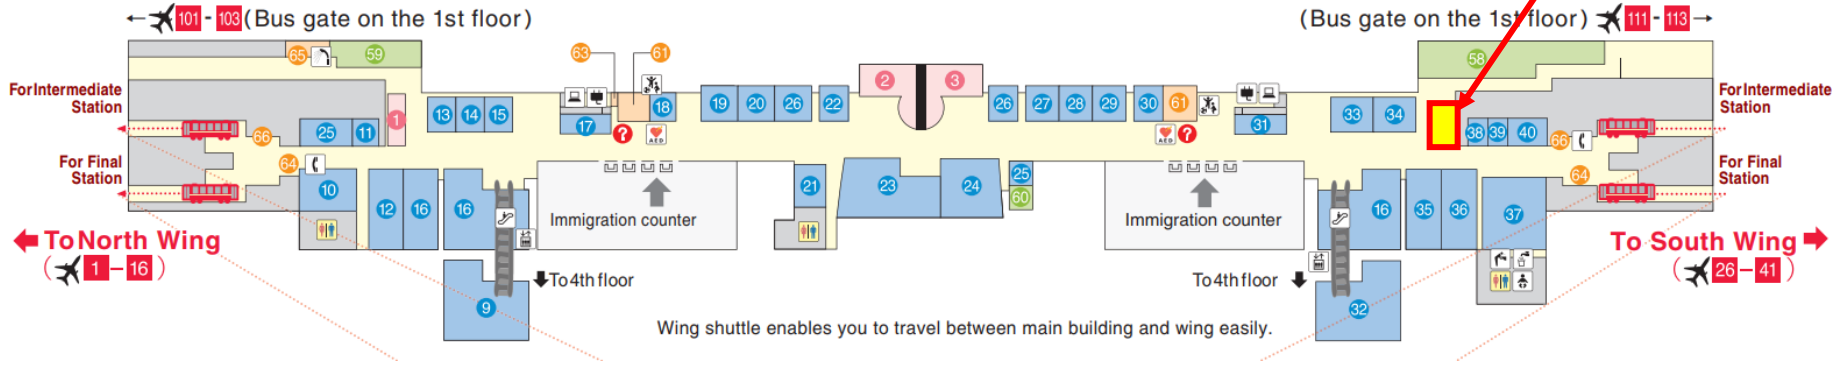 ←101-103(Bus gate on the 1st floor)
(Bus gate on the 1st floor) 111-113→
65 59 63 61 58
For Intermediate
Station
2 3
For Intermediate
Station
13 14 15 18 19 20 26 22 26 27 28 29 30 61 33 34
1 17 ? AED AED ? 31
66 25 11 38 39 40 66
For Final
Station
64 64
For Final
Station
10 12 16 16 21 23 24 25 60 16 35 36 37
Immigration counter
Immigration counter
To North Wing
(1-16)
To South Wing
(26-41)
To 4th floor
To 4th floor
9 32
Wing shuttle enables you to travel between main building and wing easily.